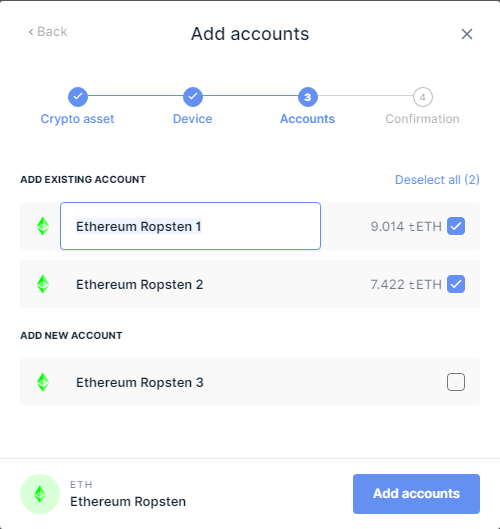 ‹ Back
Add accounts
3
4
Crypto asset
Device
Accounts
Confirmation
ADD EXISTING ACCOUNT
Deselect all (2)
Ethereum Ropsten 1
9.014 tETH
Ethereum Ropsten 2
7.422 tETH
ADD NEW ACCOUNT
Ethereum Ropsten 3
ETH
Ethereum Ropsten
Add accounts